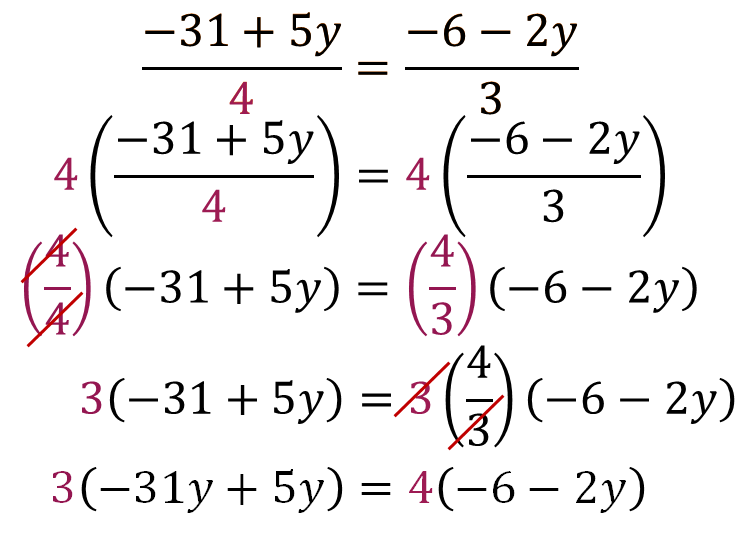 (−31 + 5y)/4 = (−6 − 2y)/3
4((−31 + 5y)/4) = 4((−6 − 2y)/3)
(4/4)(−31 + 5y) = (4/3)(−6 − 2y)
3(−31 + 5y) = 3(4/3)(−6 − 2y)
3(−31y + 5y) = 4(−6 − 2y)